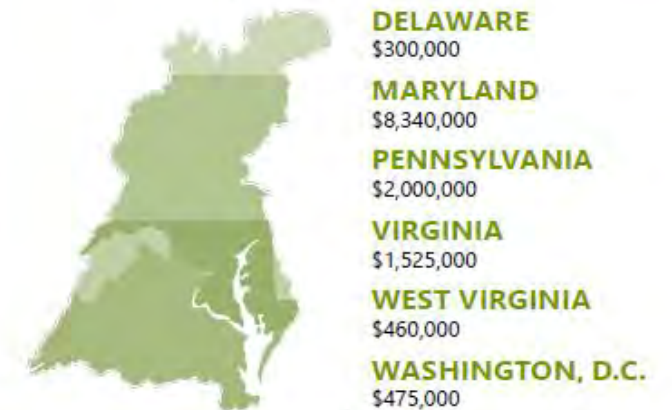 DELAWARE
$300,000
MARYLAND
$8,340,000
PENNSYLVANIA
$2,000,000
VIRGINIA
$1,525,000
WEST VIRGINIA
$460,000
WASHINGTON, D.C.
$475,000